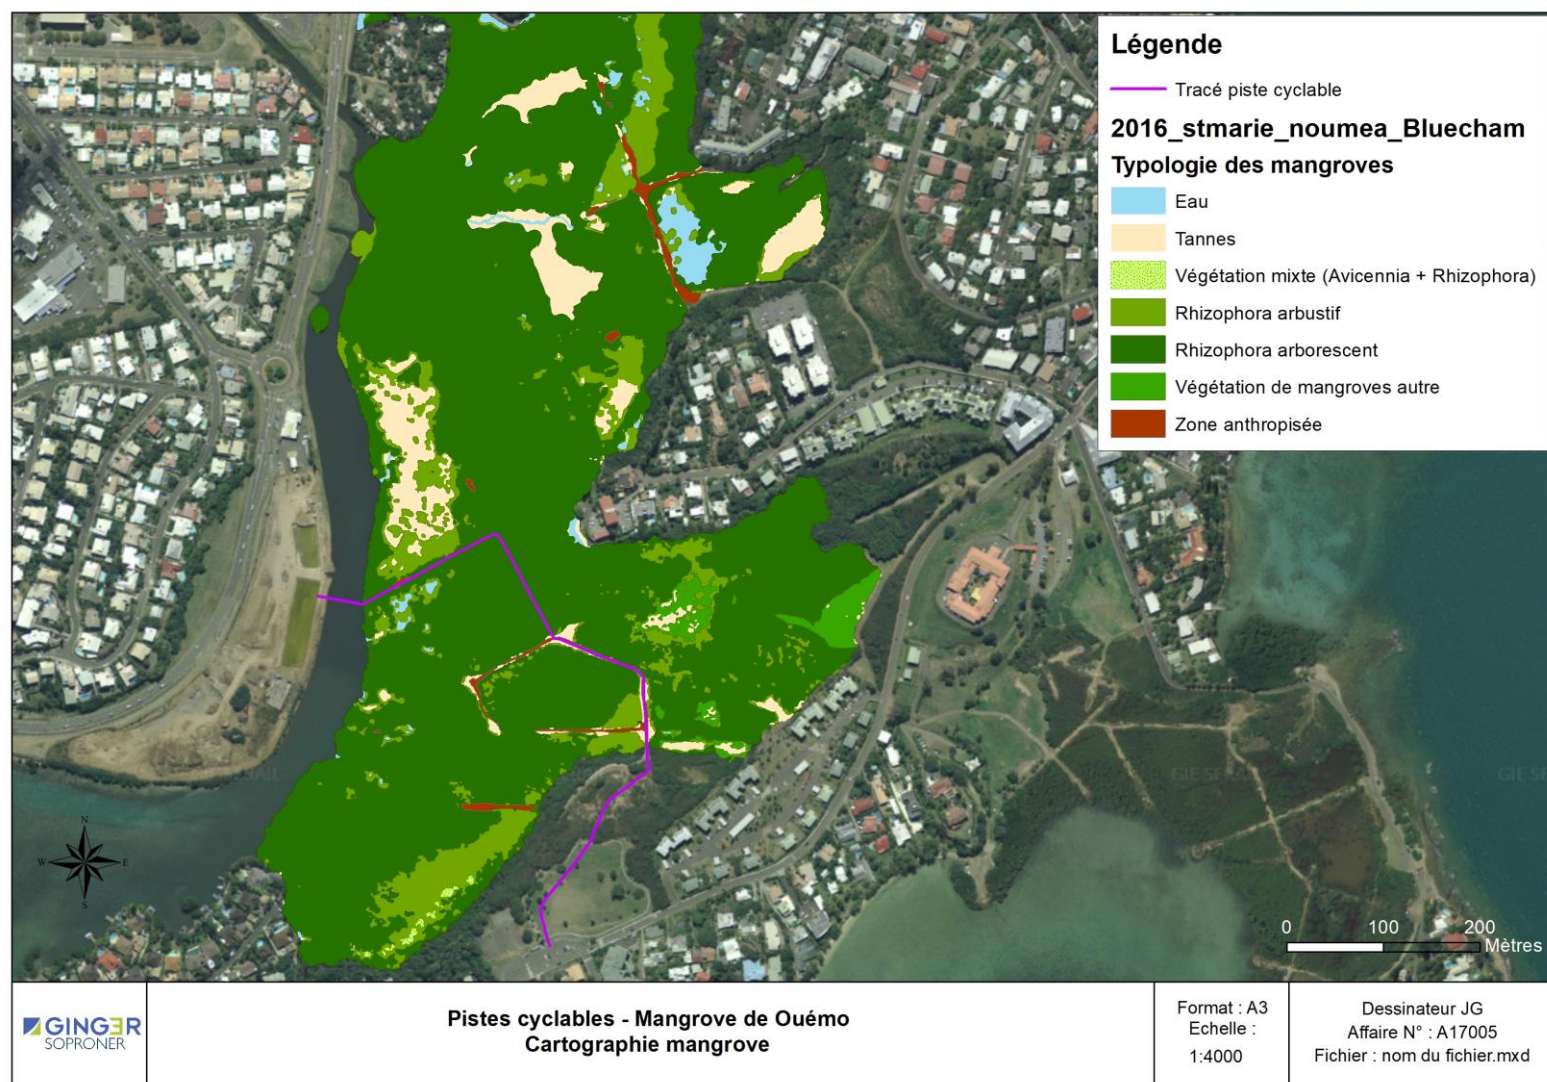 Légende
Tracé piste cyclable
2016_stmarie_noumea_Bluecham
Typologie des mangroves
Eau
Tannes
Végétation mixte (Avicennia + Rhizophora)
Rhizophora arbustif
Rhizophora arborescent
Végétation de mangroves autre
Zone anthropisée
N
W E
S
0 100 200
Mètres
GINGER
SOPRONER
Pistes cyclables - Mangrove de Ouémo
Cartographie mangrove
Format : A3
Echelle :
1:4000
Dessinateur JG
Affaire N° : A17005
Fichier : nom du fichier.mxd